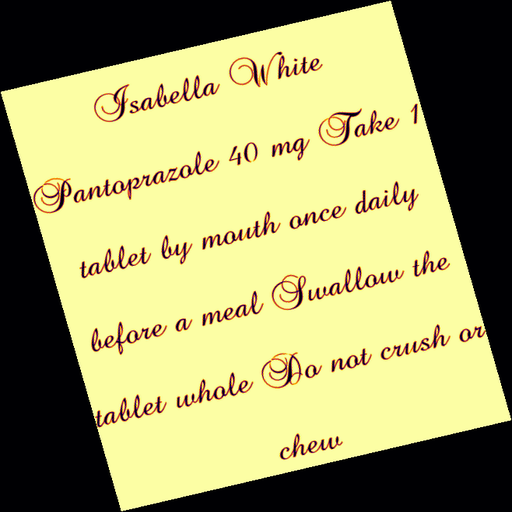 Isabella White
Pantoprazole 40 mg Take 1
tablet by mouth once daily
before a meal Swallow the
tablet whole Do not crush or
chew